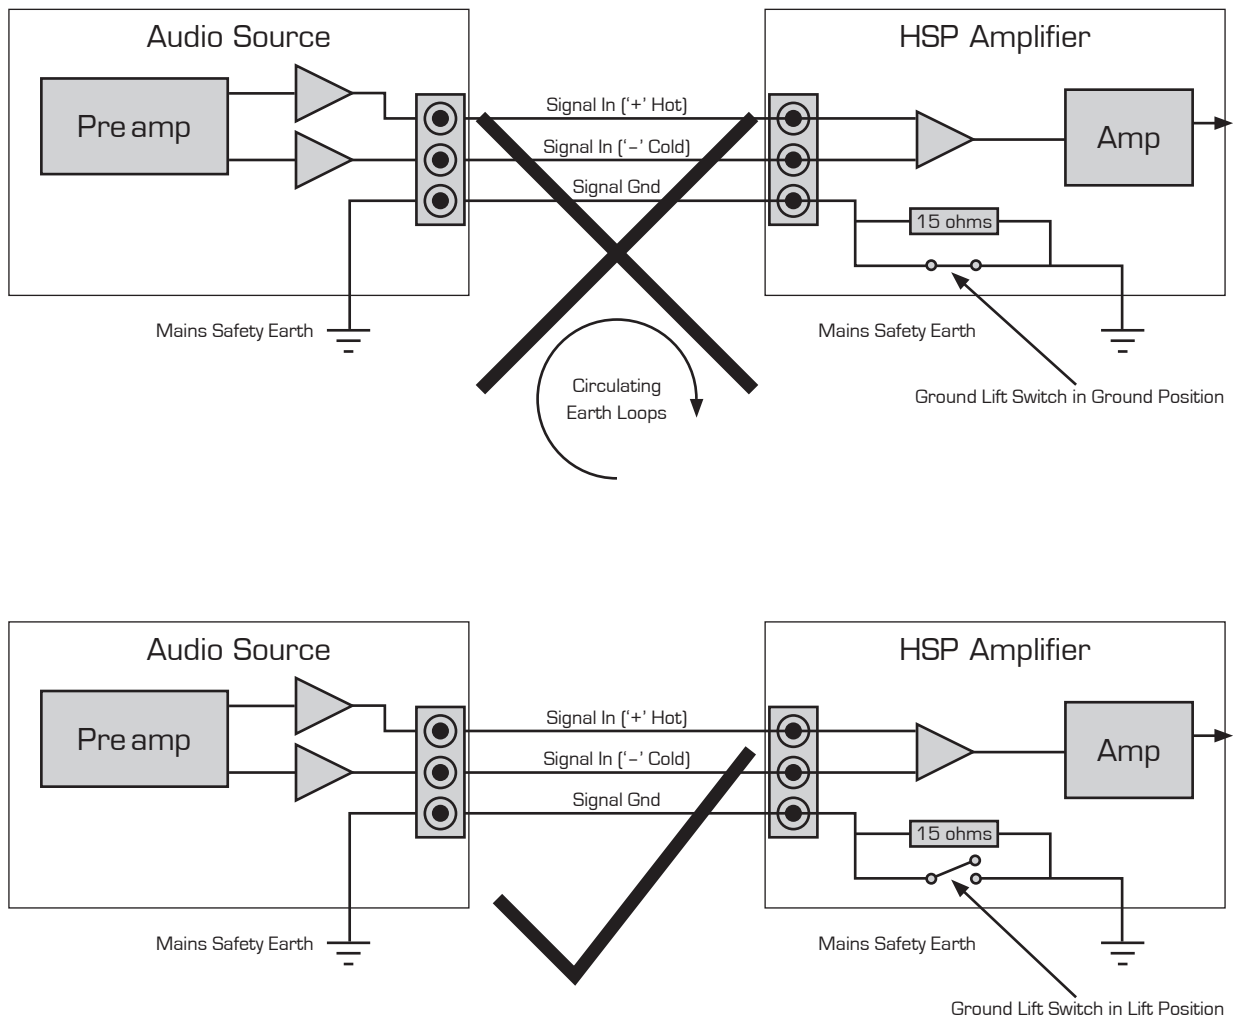 Audio Source
HSP Amplifier
Pre amp
Signal In ('+' Hot)
Signal In ('–' Cold)
Signal Gnd
Amp
15 ohms
Mains Safety Earth
Mains Safety Earth
Circulating
Earth Loops
Ground Lift Switch in Ground Position
Audio Source
HSP Amplifier
Pre amp
Signal In ('+' Hot)
Signal In ('–' Cold)
Signal Gnd
Amp
15 ohms
Mains Safety Earth
Mains Safety Earth
Ground Lift Switch in Lift Position